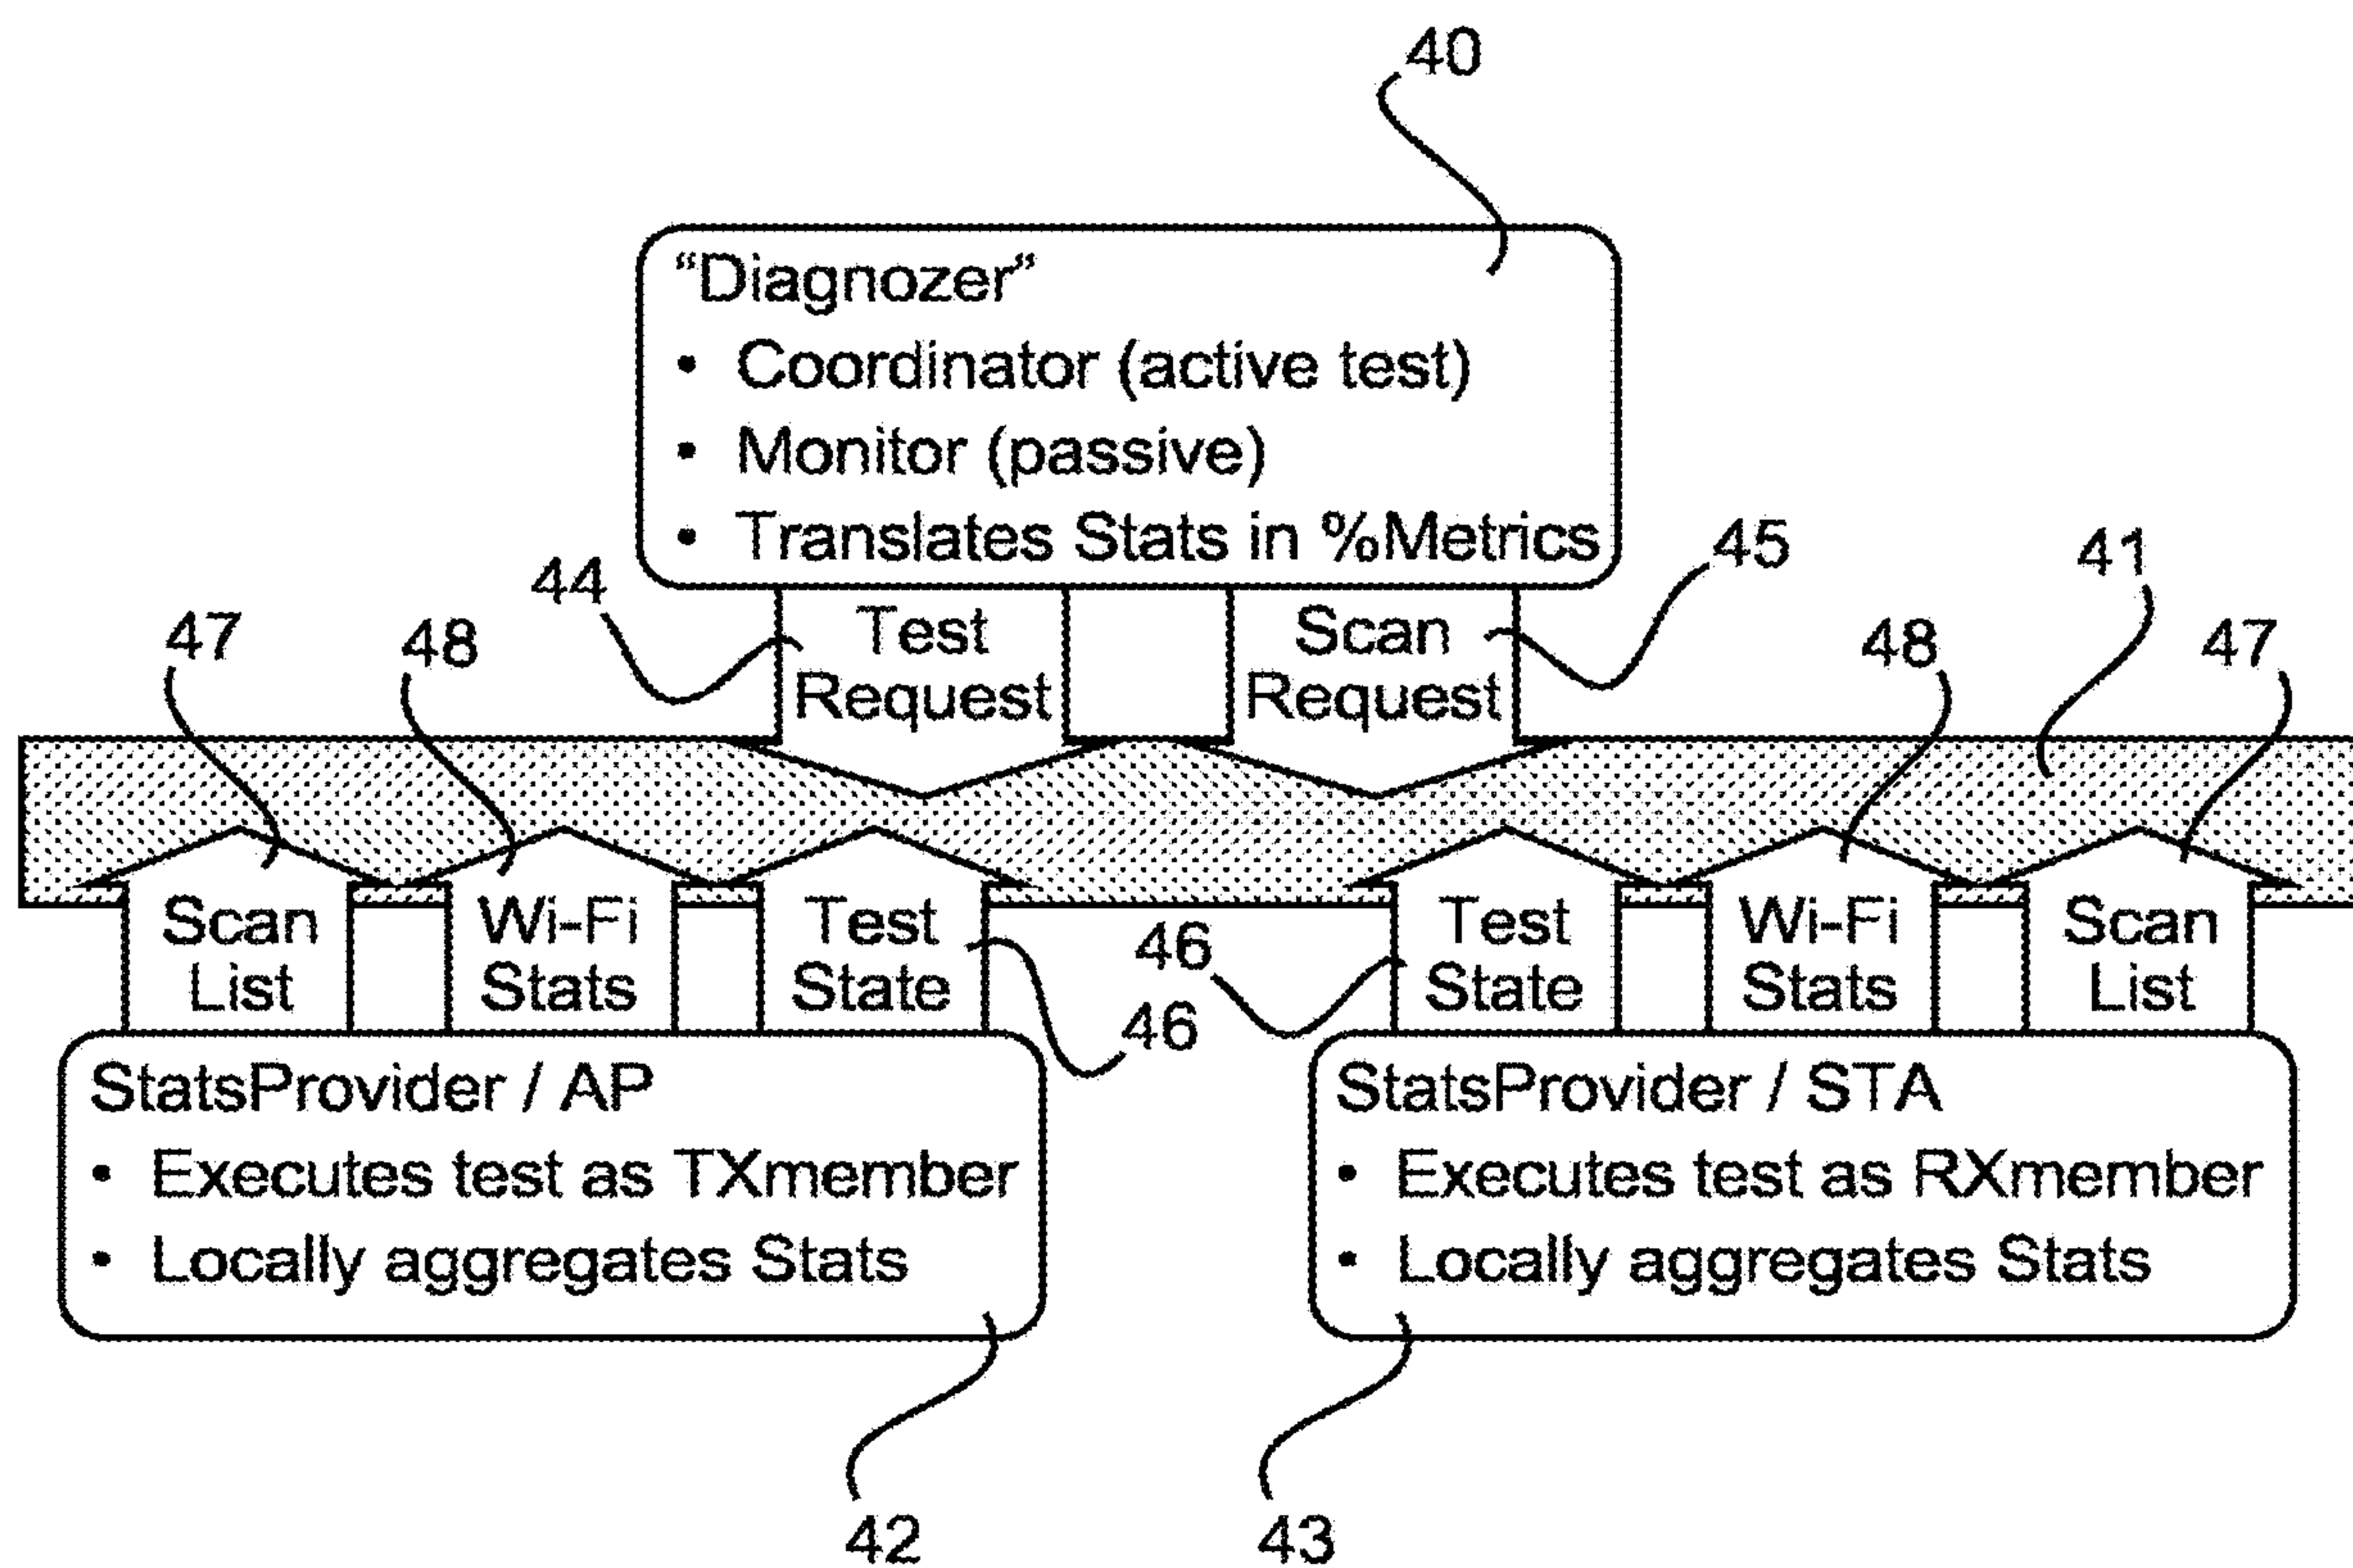 40
“Diagnozer”
• Coordinator (active test)
• Monitor (passive)
• Translates Stats in %Metrics
44
45
41
47
48
Test
Request
Scan
Request
48
47
Scan
List
Wi-Fi
Stats
Test
State
46
46
Test
State
Wi-Fi
Stats
Scan
List
StatsProvider / AP
• Executes test as TXmember
• Locally aggregates Stats
StatsProvider / STA
• Executes test as RXmember
• Locally aggregates Stats
42
43